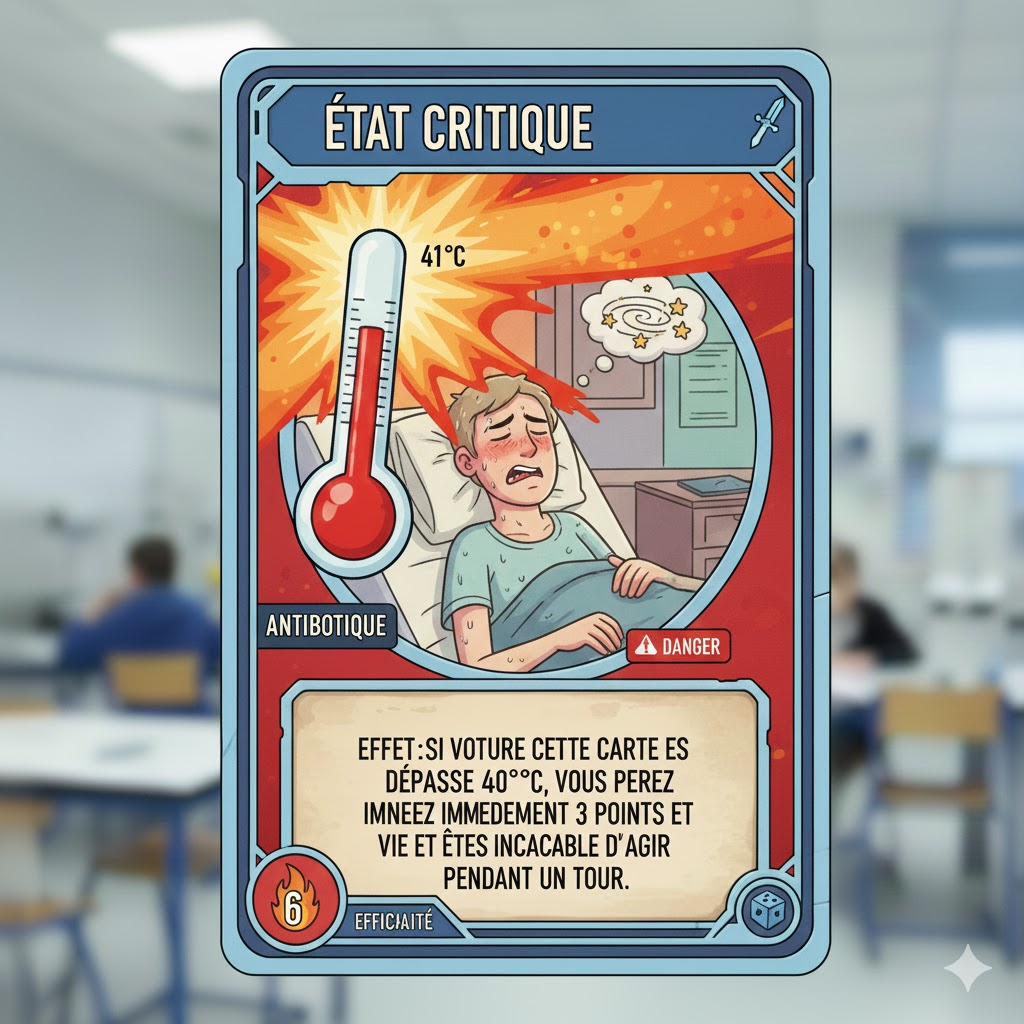 ÉTAT CRITIQUE
41°C
ANTIBOTIQUE
DANGER
EFFET:SI VOTURE CETTE CARTE ES
DÉPASSE 40°°C, VOUS PEREZ
IMNEEZ IMMEDEMENT 3 POINTS ET
VIE ET ÊTES INCACABLE D'AGIR
PENDANT UN TOUR.
6
EFFICIAITÉ